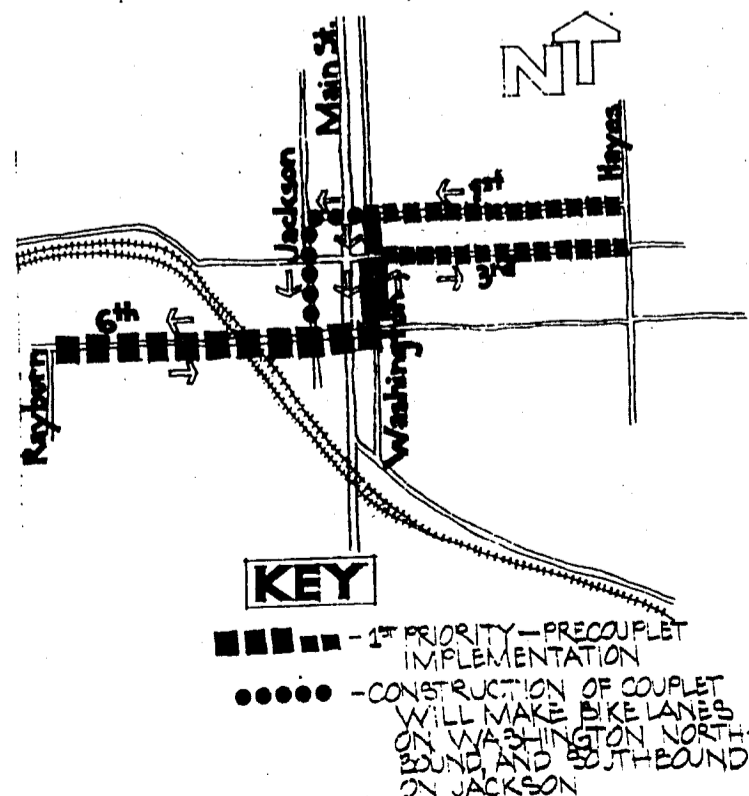 N
Main St.
Jackson
Hayes
1st
3rd
6th
Washington
Rayburn
KEY
- 1ST PRIORITY - PRECOUPLET
IMPLEMENTATION
- CONSTRUCTION OF COUPLET
WILL MAKE BIKE LANES
ON WASHINGTON NORTH-
BOUND, AND SOUTHBOUND
ON JACKSON